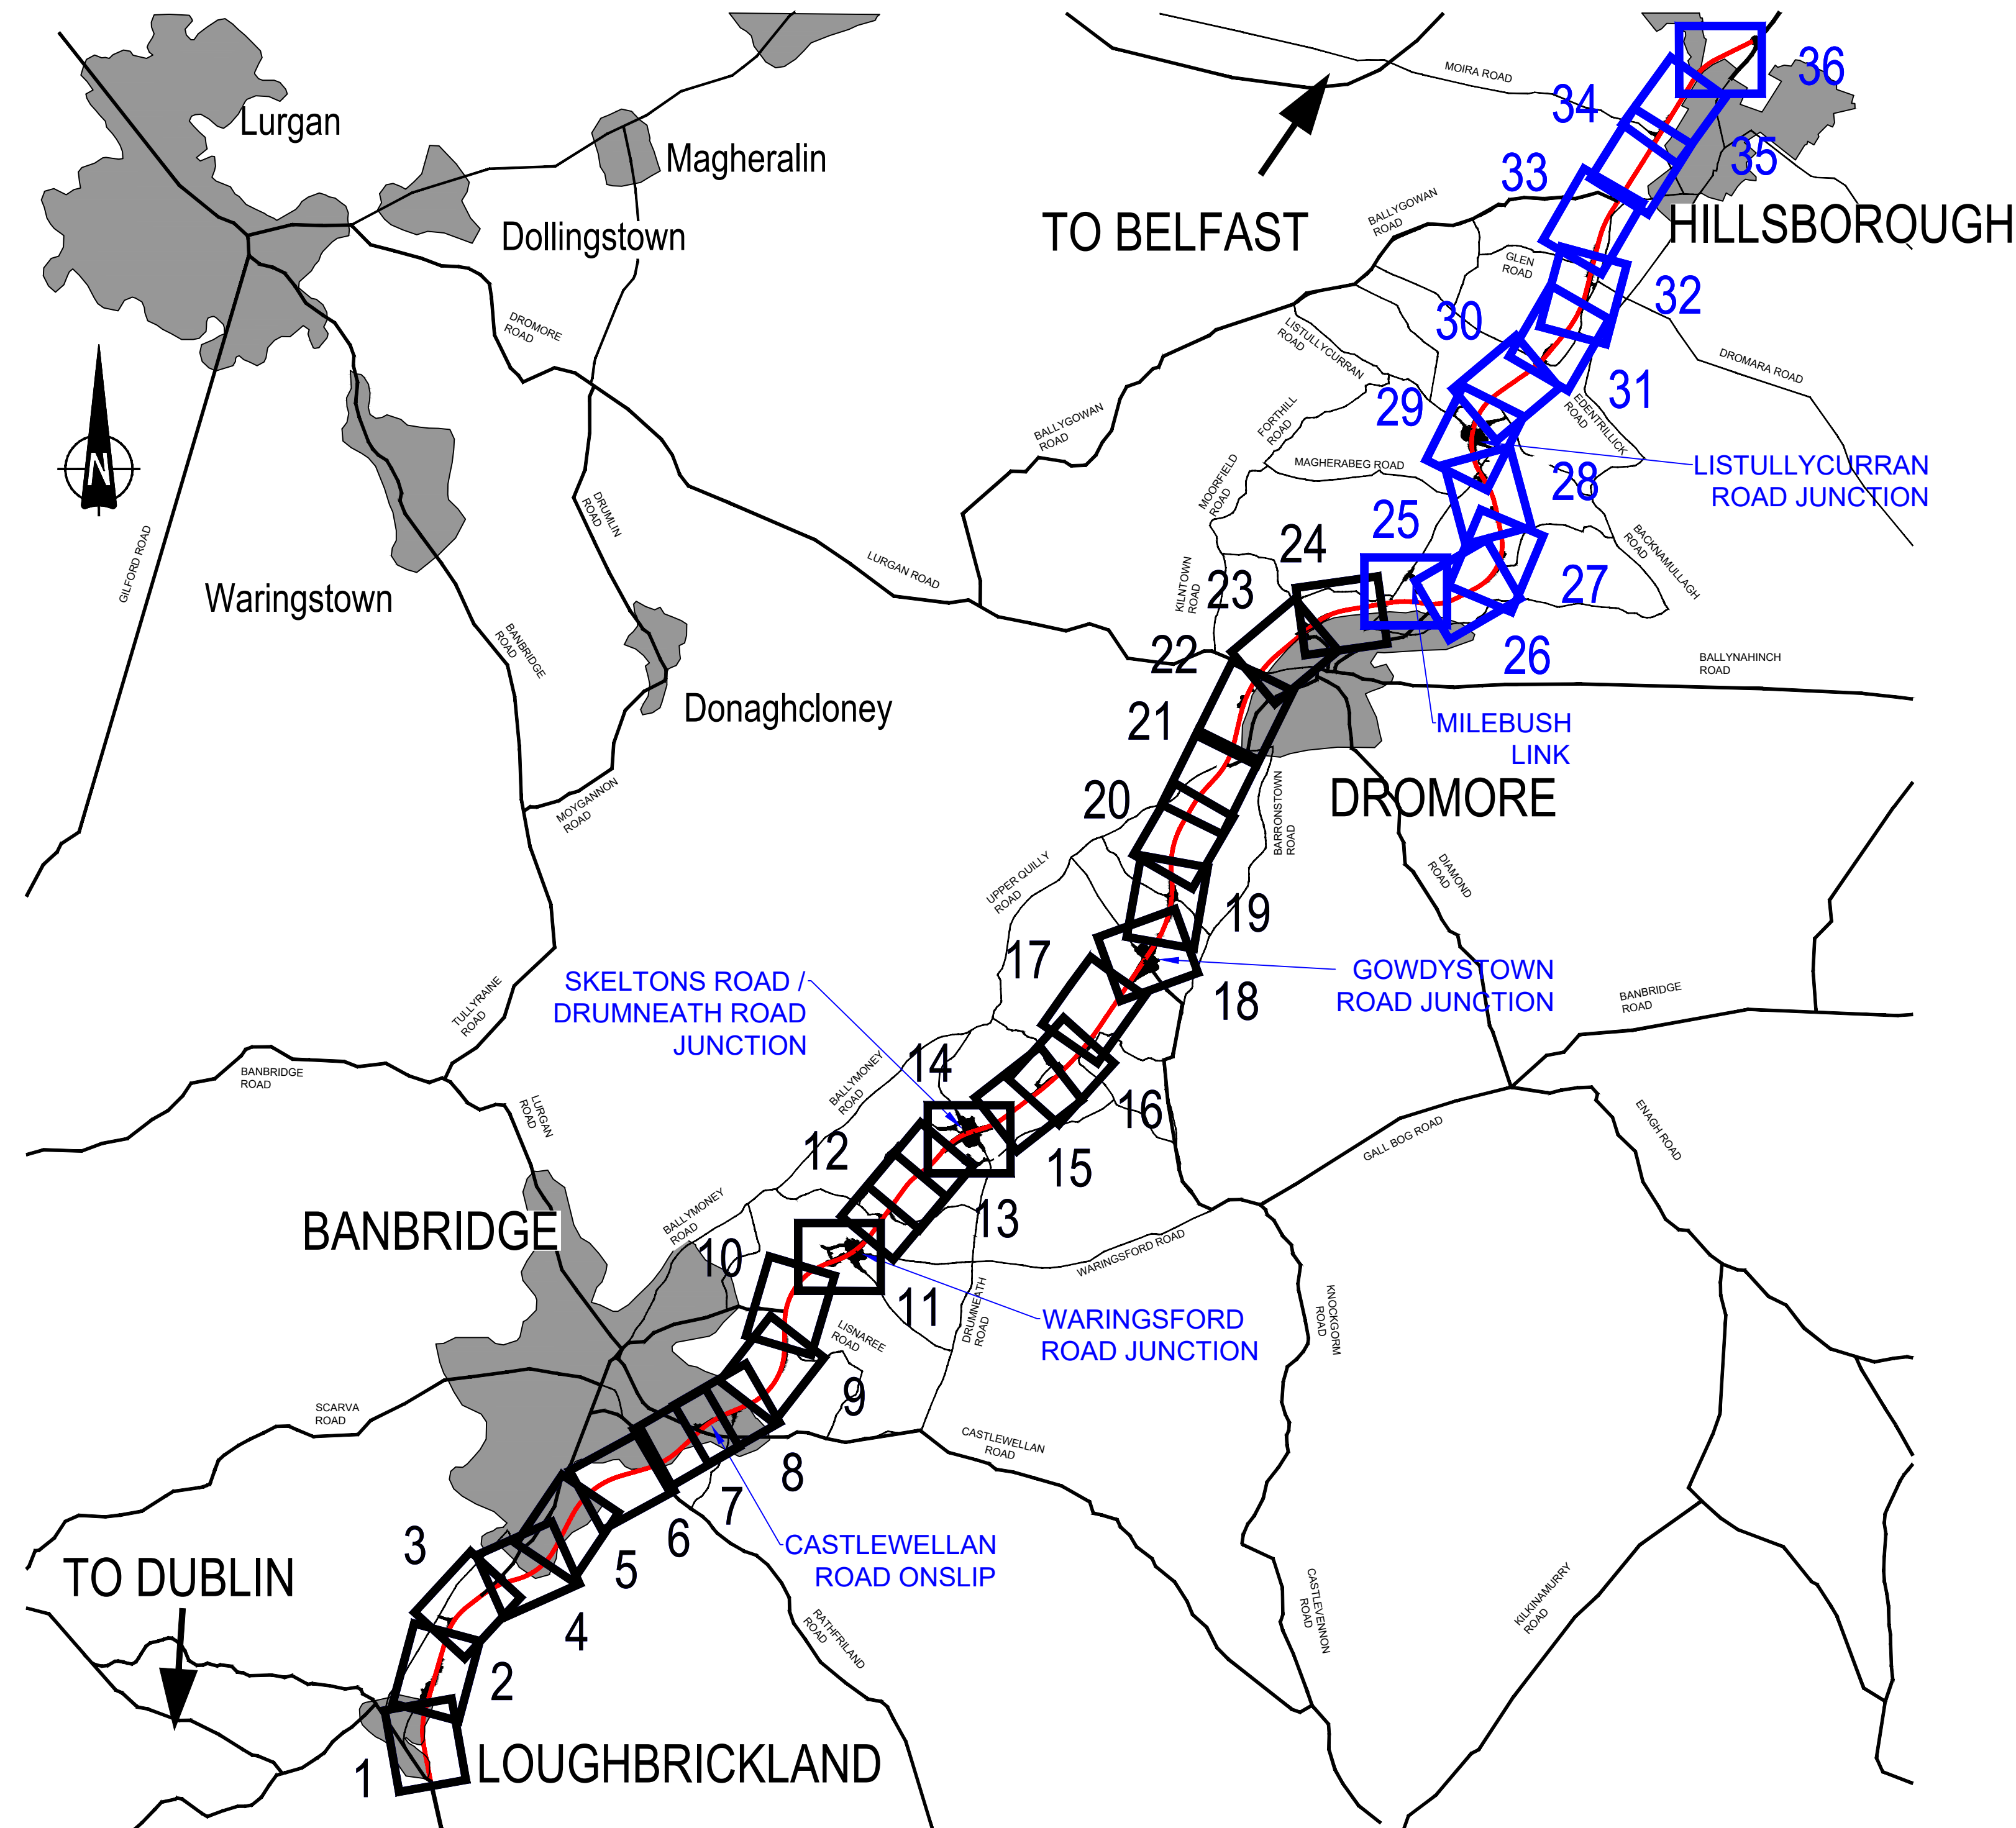 Lurgan
Magheralin
Dollingstown
Waringstown
Donaghcloney
N
TO BELFAST
HILLSBOROUGH
MOIRA ROAD
36
34
35
33
BALLYGOWAN
ROAD
GLEN
ROAD
32
30
31
29
LISTULLYCURRAN
ROAD
DROMARA ROAD
EDENTRILLICK
ROAD
FORTHILL
ROAD
MAGHERABEG ROAD
MOORFIELD
ROAD
BALLYGOWAN
ROAD
LISTULLYCURRAN
ROAD JUNCTION
28
25
24
27
26
BACKNAMULLAGH
ROAD
DROMORE
ROAD
DRUMLIN
ROAD
LURGAN ROAD
GILFORD ROAD
BANBRIDGE
ROAD
KILNTOWN
ROAD
23
22
BALLYNAHINCH
ROAD
MILEBUSH
LINK
DROMORE
21
20
MOYGANNON
ROAD
BARRONSTOWN
ROAD
DIAMOND
ROAD
UPPER QUILLY
ROAD
19
17
18
GOWDYSTOWN
ROAD JUNCTION
BANBRIDGE
ROAD
SKELTONS ROAD /
DRUMNEATH ROAD
JUNCTION
TULLYRAINE
ROAD
BANBRIDGE
ROAD
LURGAN
ROAD
BALLYMONEY
ROAD
14
16
15
12
13
GALL BOG ROAD
ENAGH ROAD
BANBRIDGE
BALLYMONEY
ROAD
10
11
WARINGSFORD ROAD
DRUMNEATH
ROAD
KNOCKGORM
ROAD
LISNAREE
ROAD
WARINGSFORD
ROAD JUNCTION
9
SCARVA
ROAD
CASTLEWELLAN
ROAD
8
7
6
5
4
3
2
1
CASTLEWELLAN
ROAD ONSLIP
TO DUBLIN
RATHFRILAND
ROAD
CASTLEVENNON
ROAD
KILKINAMURRY
ROAD
LOUGHBRICKLAND